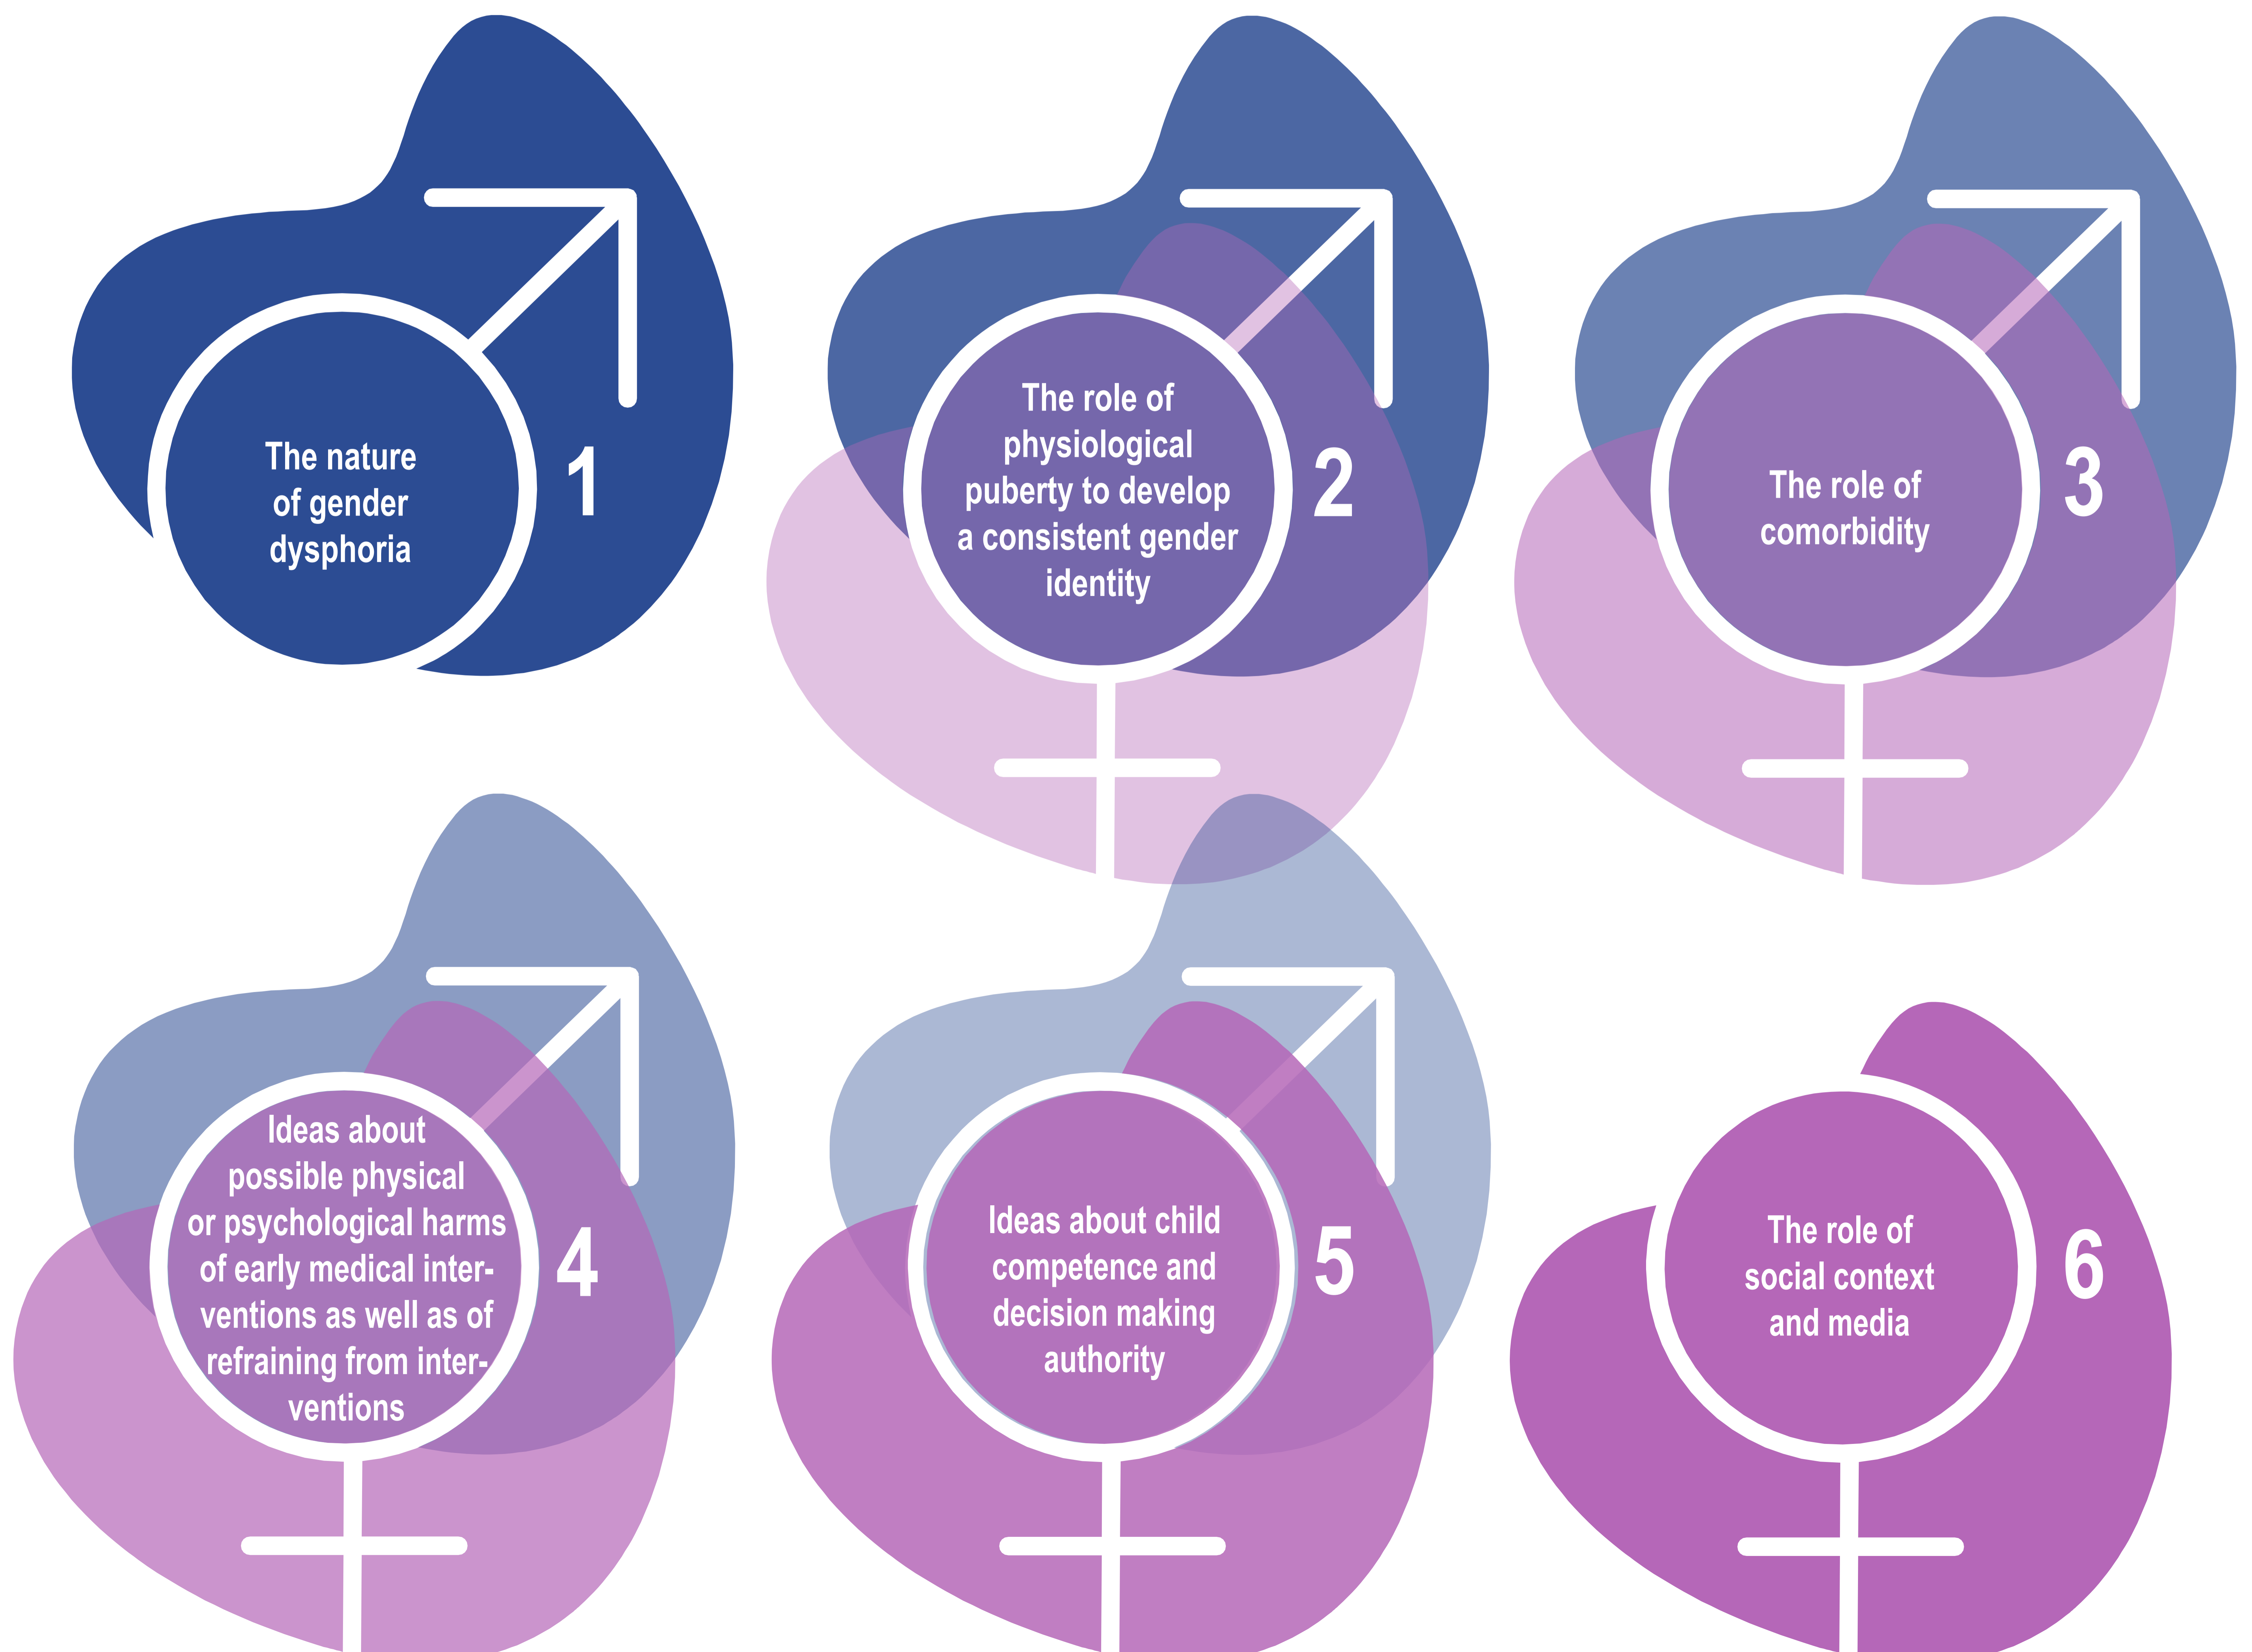 The nature
of gender
dysphoria
1
The role of
physiological
puberty to develop
a consistent gender
identity
2
The role of
comorbidity
3
Ideas about
possible physical
or psychological harms
of early medical inter-
ventions as well as of
refraining from inter-
ventions
4
Ideas about child
competence and
decision making
authority
5
The role of
social context
and media
6